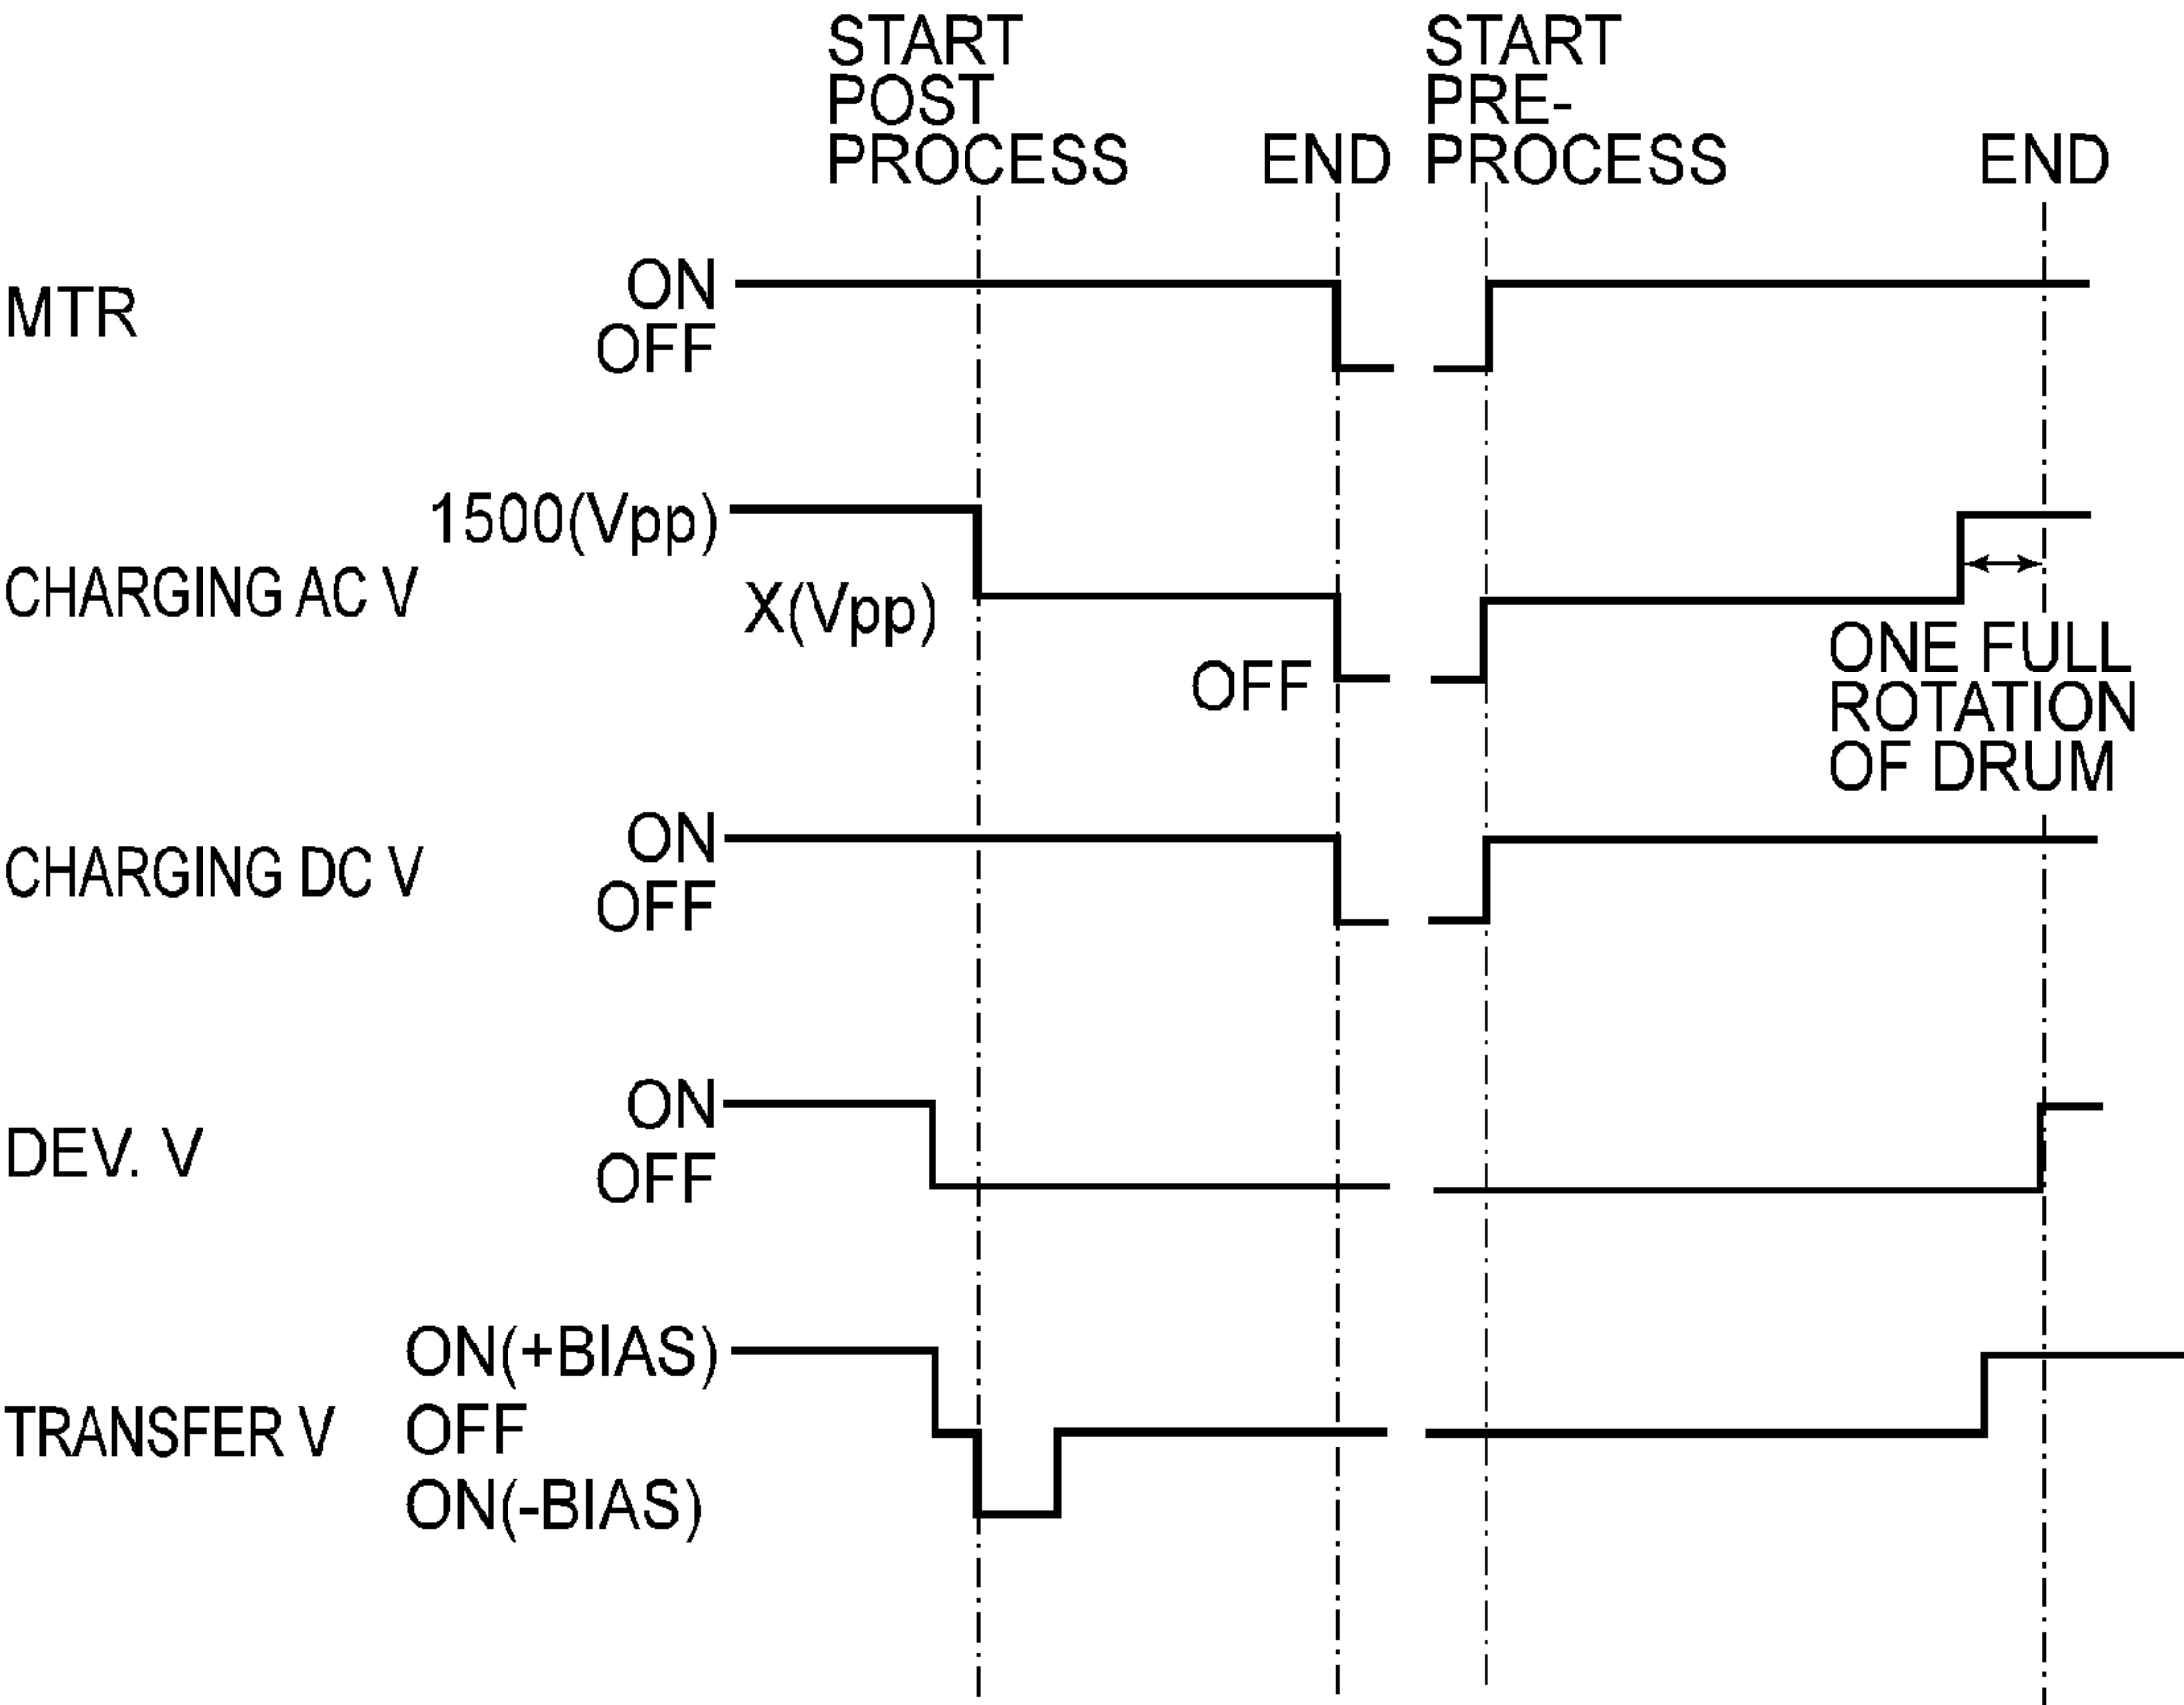 START
POST
PROCESS
END
START
PRE-
PROCESS
END
MTR
ON
OFF
CHARGING AC V
1500(Vpp)
X(Vpp)
OFF
ONE FULL
ROTATION
OF DRUM
CHARGING DC V
ON
OFF
DEV. V
ON
OFF
TRANSFER V
ON(+BIAS)
OFF
ON(-BIAS)